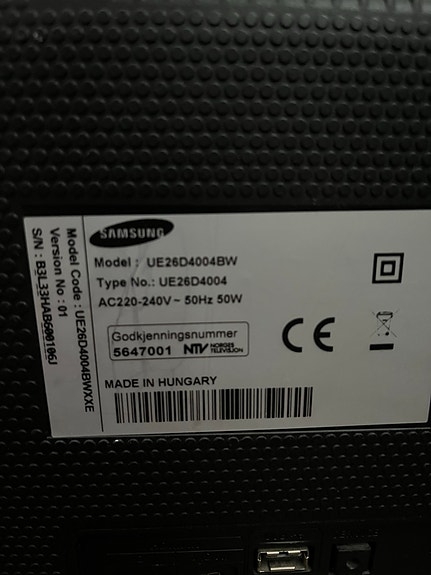 SAMSUNG
Model : UE26D4004BW
Type No.: UE26D4004
AC220-240V ~ 50Hz 50W
Godkjenningsnummer
5647001 NTV NORGES
TELEVISJON
CE
MADE IN HUNGARY
Model Code : UE26D4004BWXXE
Version No : 01
S/N : B3L33HAB600106J